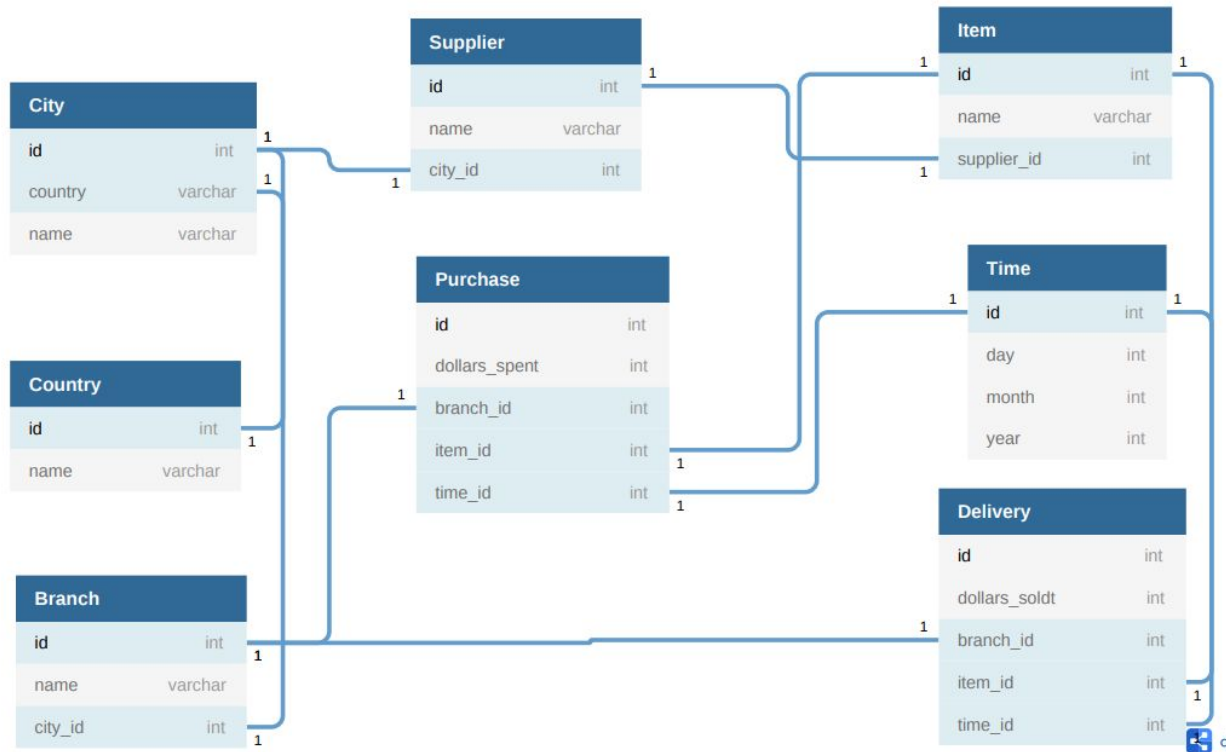 City
id int
country varchar
name varchar
1
1
Country
id int
name varchar
1
Branch
id int
name varchar
city_id int
1
1
Supplier
id int
name varchar
city_id int
1
1
Purchase
id int
dollars_spent int
branch_id int
item_id int
time_id int
1
1
1
Item
id int
name varchar
supplier_id int
1
1
1
Time
id int
day int
month int
year int
1
1
Delivery
id int
dollars_soldt int
branch_id int
item_id int
time_id int
1
1
1